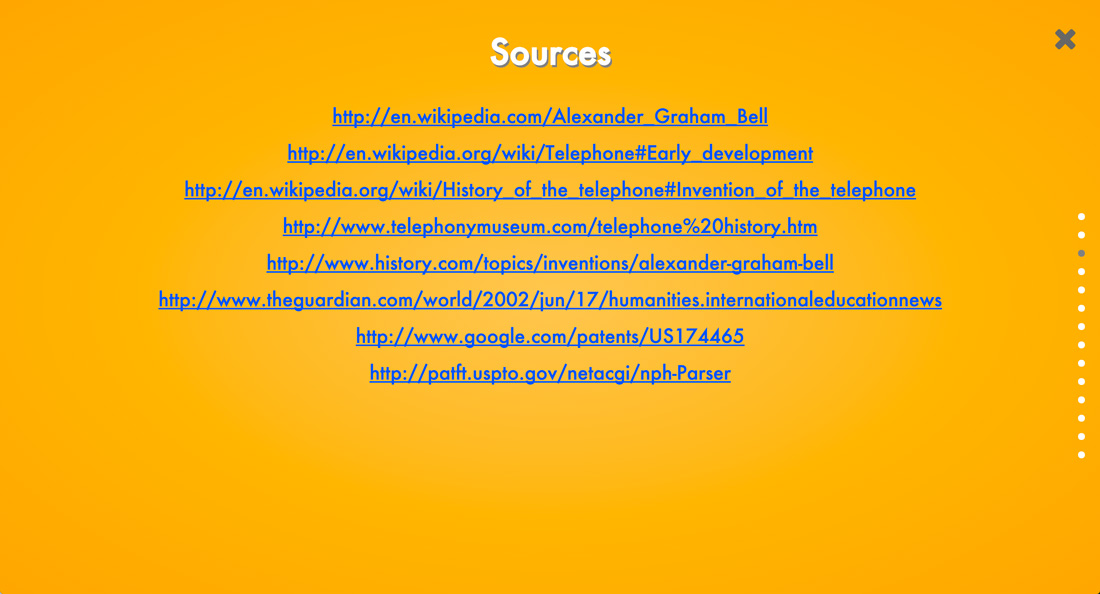 Sources
http://en.wikipedia.com/Alexander_Graham_Bell
http://en.wikipedia.org/wiki/Telephone#Early_development
http://en.wikipedia.org/wiki/History_of_the_telephone#Invention_of_the_telephone
http://www.telephonymuseum.com/telephone%20history.htm
http://www.history.com/topics/inventions/alexander-graham-bell
http://www.theguardian.com/world/2002/jun/17/humanities.internationaleducationnews
http://www.google.com/patents/US174465
http://patft.uspto.gov/netacgi/nph-Parser